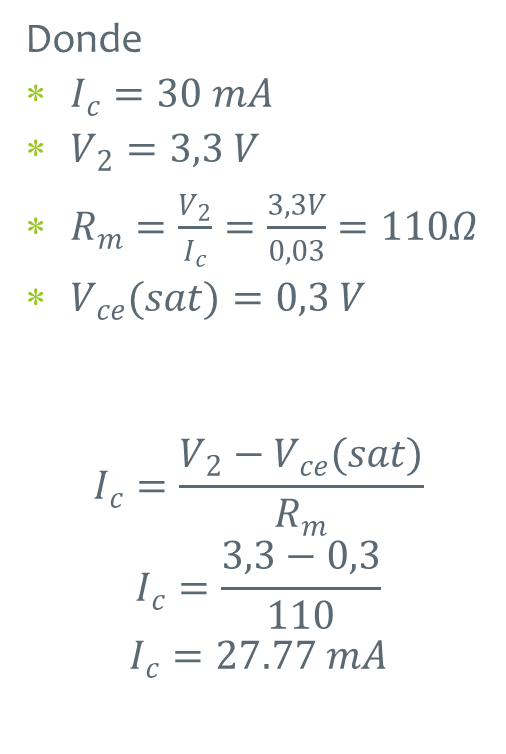 Donde
* I_c = 30 mA
* V_2 = 3,3 V
* R_m = V_2/I_c = 3,3V/0,03 = 110Ω
* V_ce(sat) = 0,3 V
I_c = (V_2 − V_ce(sat))/R_m
I_c = (3,3 − 0,3)/110
I_c = 27.77 mA